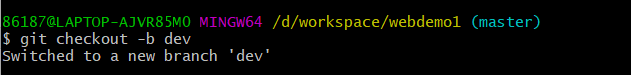 86187@LAPTOP-AJVR85M0 MINGW64 /d/workspace/webdemo1 (master)
$ git checkout -b dev
Switched to a new branch 'dev'